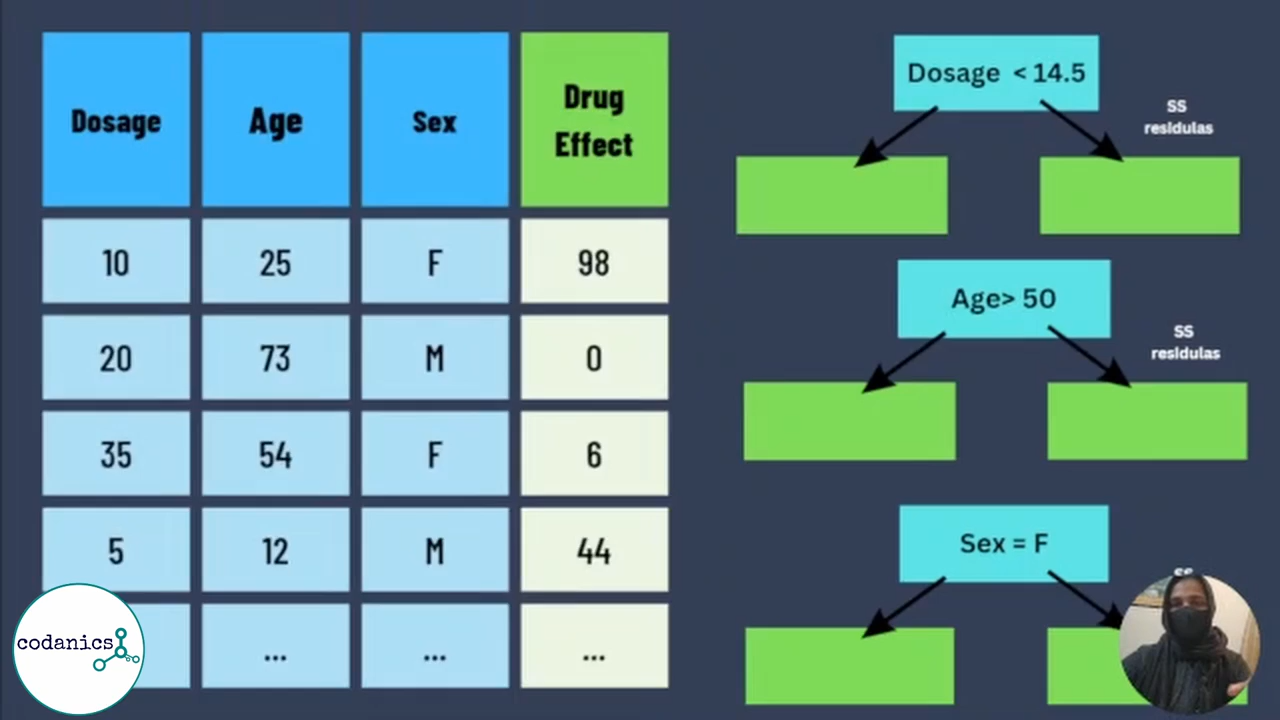 Dosage
Age
Sex
Drug
Effect
10
25
F
98
20
73
M
0
35
54
F
6
5
12
M
44
...
...
...
codanics
Dosage < 14.5
SS
residulas
Age> 50
SS
residulas
Sex = F